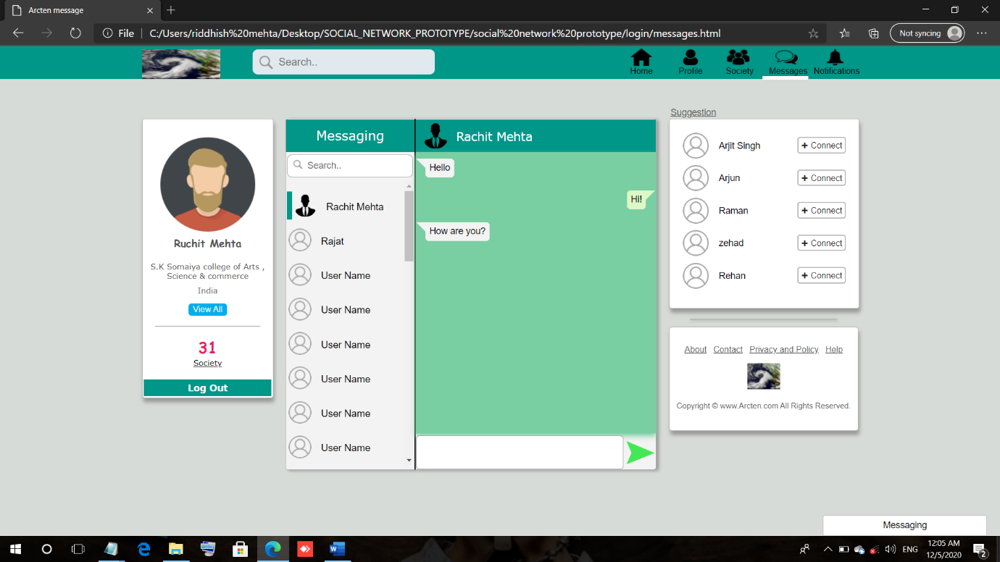 Arcten message
File
C:/Users/riddhish%20mehta/Desktop/SOCIAL_NETWORK_PROTOTYPE/social%20network%20prototype/login/messages.html
Not syncing
Search..
Home
Profile
Society
Messages
Notifications
Ruchit Mehta
S.K Somaiya college of Arts ,
Science & commerce
India
View All
31
Society
Log Out
Messaging
Search..
Rachit Mehta
Rajat
User Name
User Name
User Name
User Name
User Name
User Name
Rachit Mehta
Hello
Hi!
How are you?
Suggestion
Arjit Singh
+ Connect
Arjun
+ Connect
Raman
+ Connect
zehad
+ Connect
Rehan
+ Connect
About Contact Privacy and Policy Help
Copyright © www.Arcten.com All Rights Reserved.
Messaging
ENG
12:05 AM
12/5/2020
2